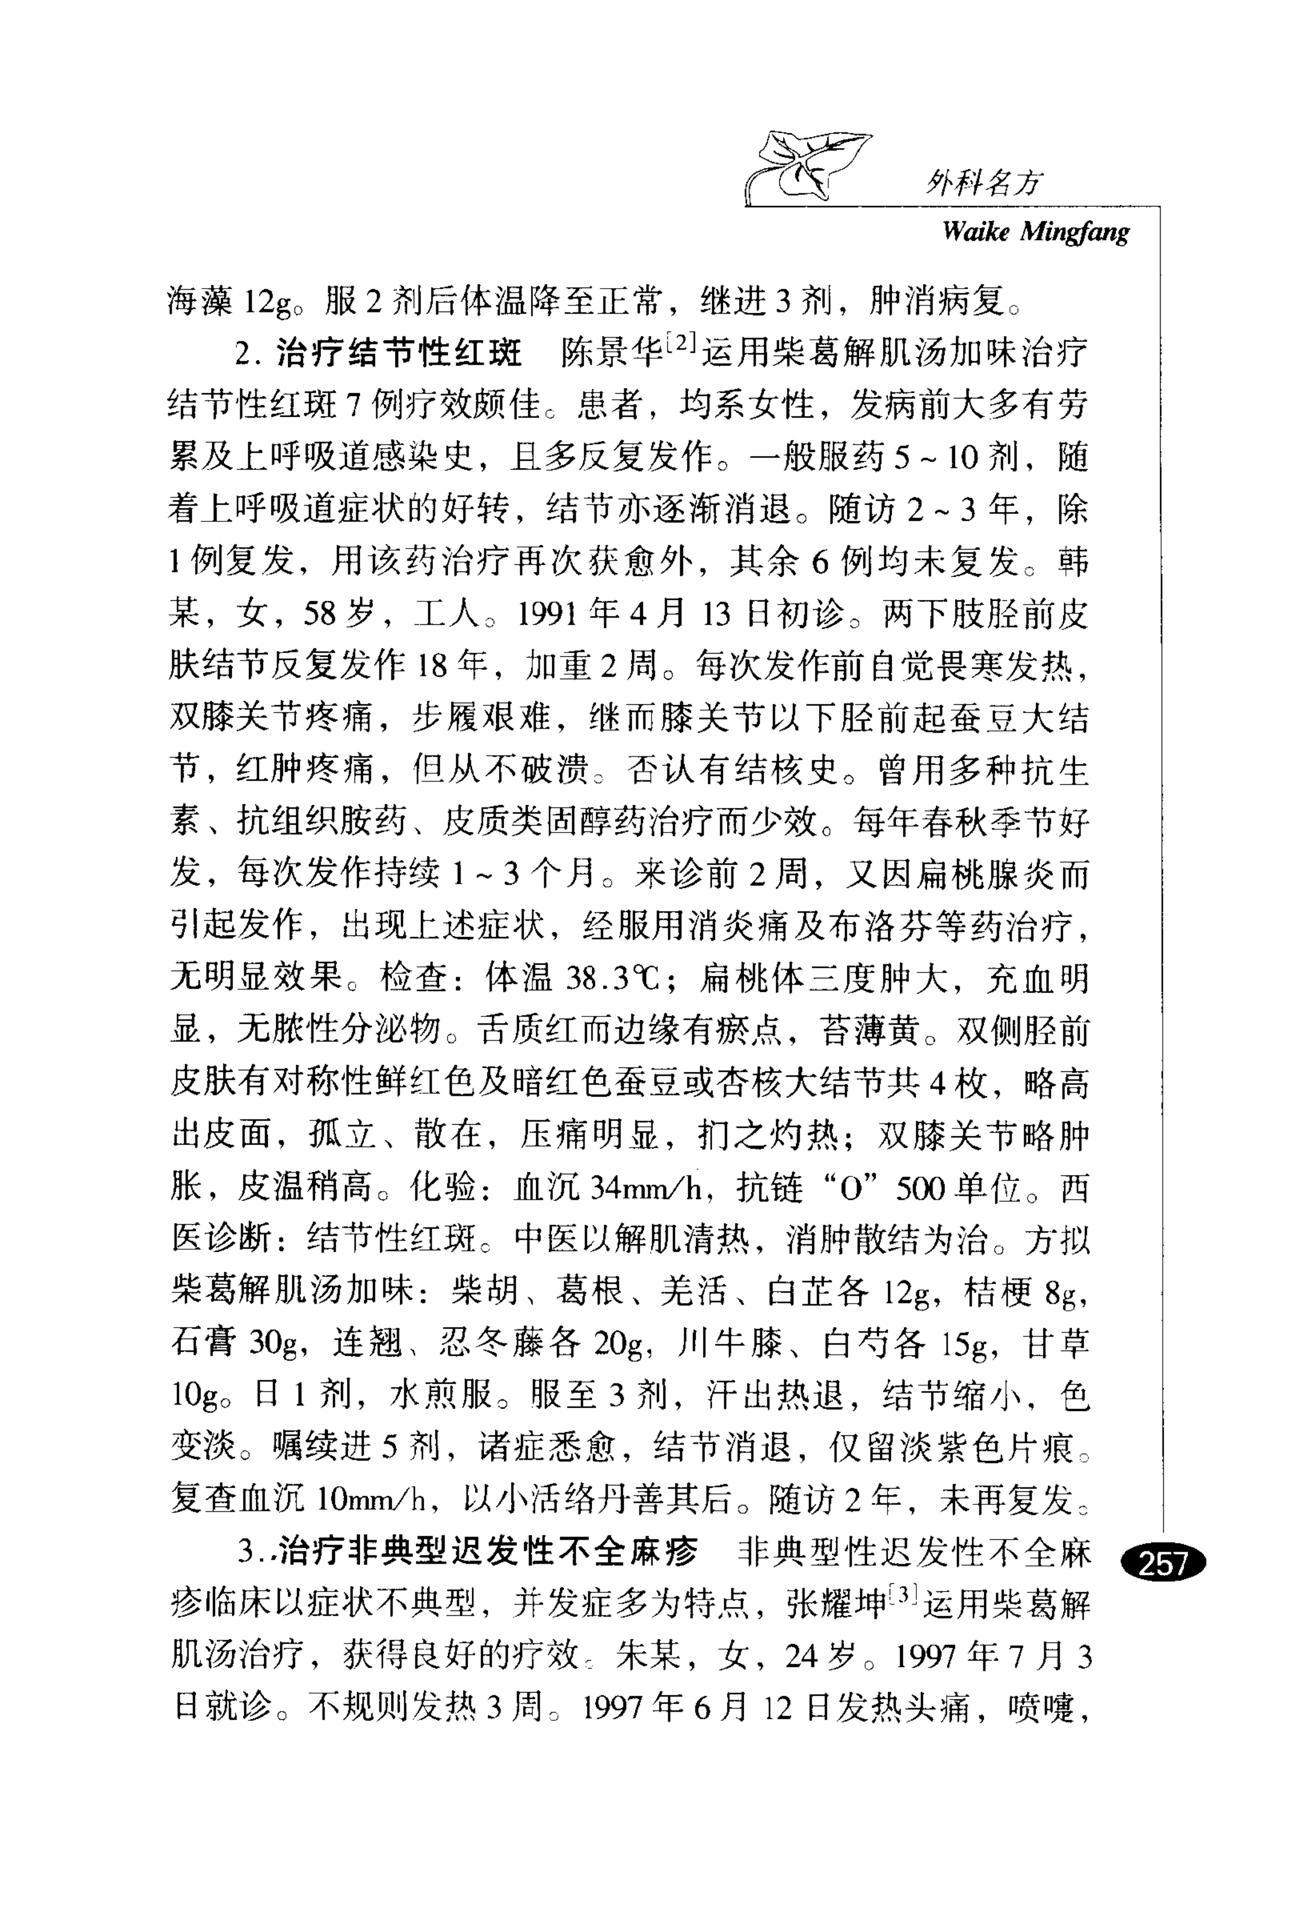 外科名方
Waike Mingfang
海藻 12g。服 2 剂后体温降至正常，继进 3 剂，肿消病复。
2. 治疗结节性红斑　陈景华[2]运用柴葛解肌汤加味治疗
结节性红斑 7 例疗效颇佳。患者，均系女性，发病前大多有劳
累及上呼吸道感染史，且多反复发作。一般服药 5～10 剂，随
着上呼吸道症状的好转，结节亦逐渐消退。随访 2～3 年，除
1 例复发，用该药治疗再次获愈外，其余 6 例均未复发。韩
某，女，58 岁，工人。1991 年 4 月 13 日初诊。两下肢胫前皮
肤结节反复发作 18 年，加重 2 周。每次发作前自觉畏寒发热，
双膝关节疼痛，步履艰难，继而膝关节以下胫前起蚕豆大结
节，红肿疼痛，但从不破溃。否认有结核史。曾用多种抗生
素、抗组织胺药、皮质类固醇药治疗而少效。每年春秋季节好
发，每次发作持续 1～3 个月。来诊前 2 周，又因扁桃腺炎而
引起发作，出现上述症状，经服用消炎痛及布洛芬等药治疗，
无明显效果。检查：体温 38.3℃；扁桃体三度肿大，充血明
显，无脓性分泌物。舌质红而边缘有瘀点，苔薄黄。双侧胫前
皮肤有对称性鲜红色及暗红色蚕豆或杏核大结节共 4 枚，略高
出皮面，孤立、散在，压痛明显，扪之灼热；双膝关节略肿
胀，皮温稍高。化验：血沉 34mm/h，抗链“O”500 单位。西
医诊断：结节性红斑。中医以解肌清热，消肿散结为治。方拟
柴葛解肌汤加味：柴胡、葛根、羌活、白芷各 12g，桔梗 8g，
石膏 30g，连翘、忍冬藤各 20g，川牛膝、白芍各 15g，甘草
10g。日 1 剂，水煎服。服至 3 剂，汗出热退，结节缩小，色
变淡。嘱续进 5 剂，诸症悉愈，结节消退，仅留淡紫色片痕。
复查血沉 10mm/h，以小活络丹善其后。随访 2 年，未再复发。
3. 治疗非典型迟发性不全麻疹　非典型性迟发性不全麻
疹临床以症状不典型，并发症多为特点，张耀坤[3]运用柴葛解
肌汤治疗，获得良好的疗效。朱某，女，24 岁。1997 年 7 月 3
日就诊。不规则发热 3 周。1997 年 6 月 12 日发热头痛，喷嚏，
257